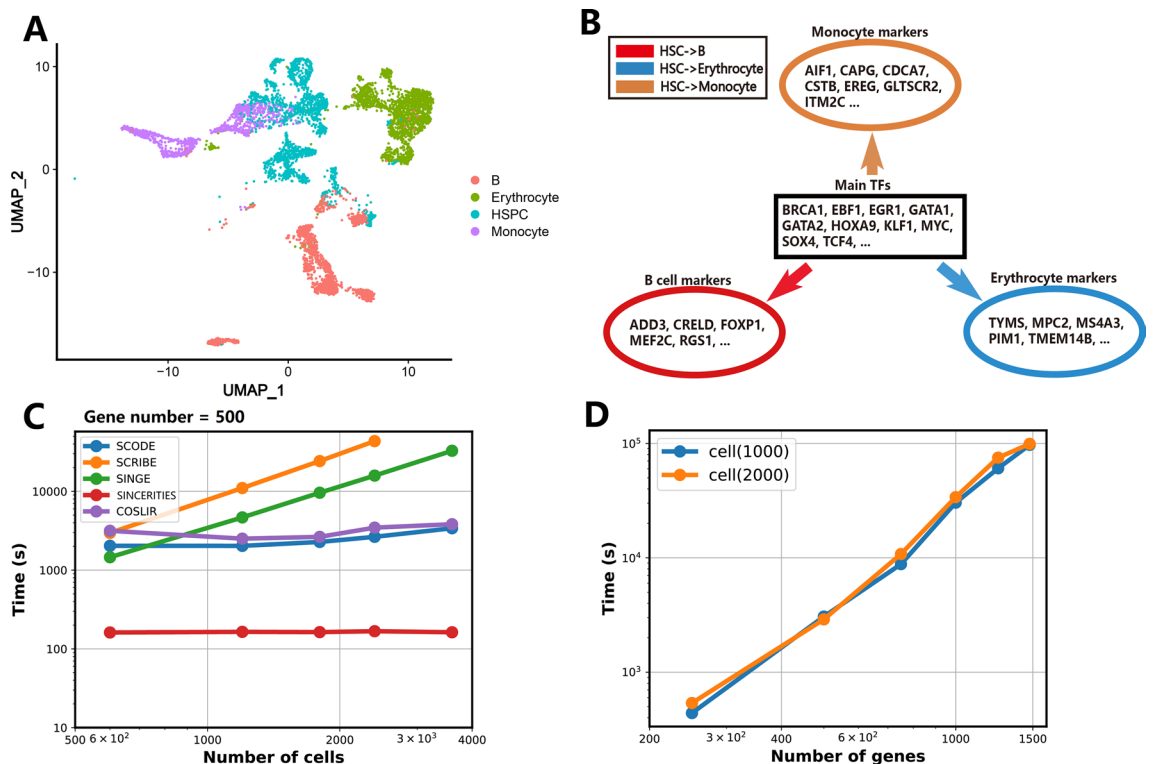 A
10
0
−10
UMAP_2
−10
0
10
UMAP_1
B
Erythrocyte
HSPC
Monocyte
B
HSC->B
HSC->Erythrocyte
HSC->Monocyte
Monocyte markers
AIF1, CAPG, CDCA7,
CSTB, EREG, GLTSCR2,
ITM2C ...
Main TFs
BRCA1, EBF1, EGR1, GATA1,
GATA2, HOXA9, KLF1, MYC,
SOX4, TCF4, ...
B cell markers
ADD3, CRELD, FOXP1,
MEF2C, RGS1, ...
Erythrocyte markers
TYMS, MPC2, MS4A3,
PIM1, TMEM14B, ...
C
Gene number = 500
SCODE
SCRIBE
SINGE
SINCERITIES
COSLIR
10000
1000
100
10
Time (s)
500 6 × 10² 1000 2000 3 × 10³ 4000
Number of cells
D
cell(1000)
cell(2000)
10⁵
10⁴
10³
Time (s)
200 3 × 10² 400 6 × 10² 1000 1500
Number of genes